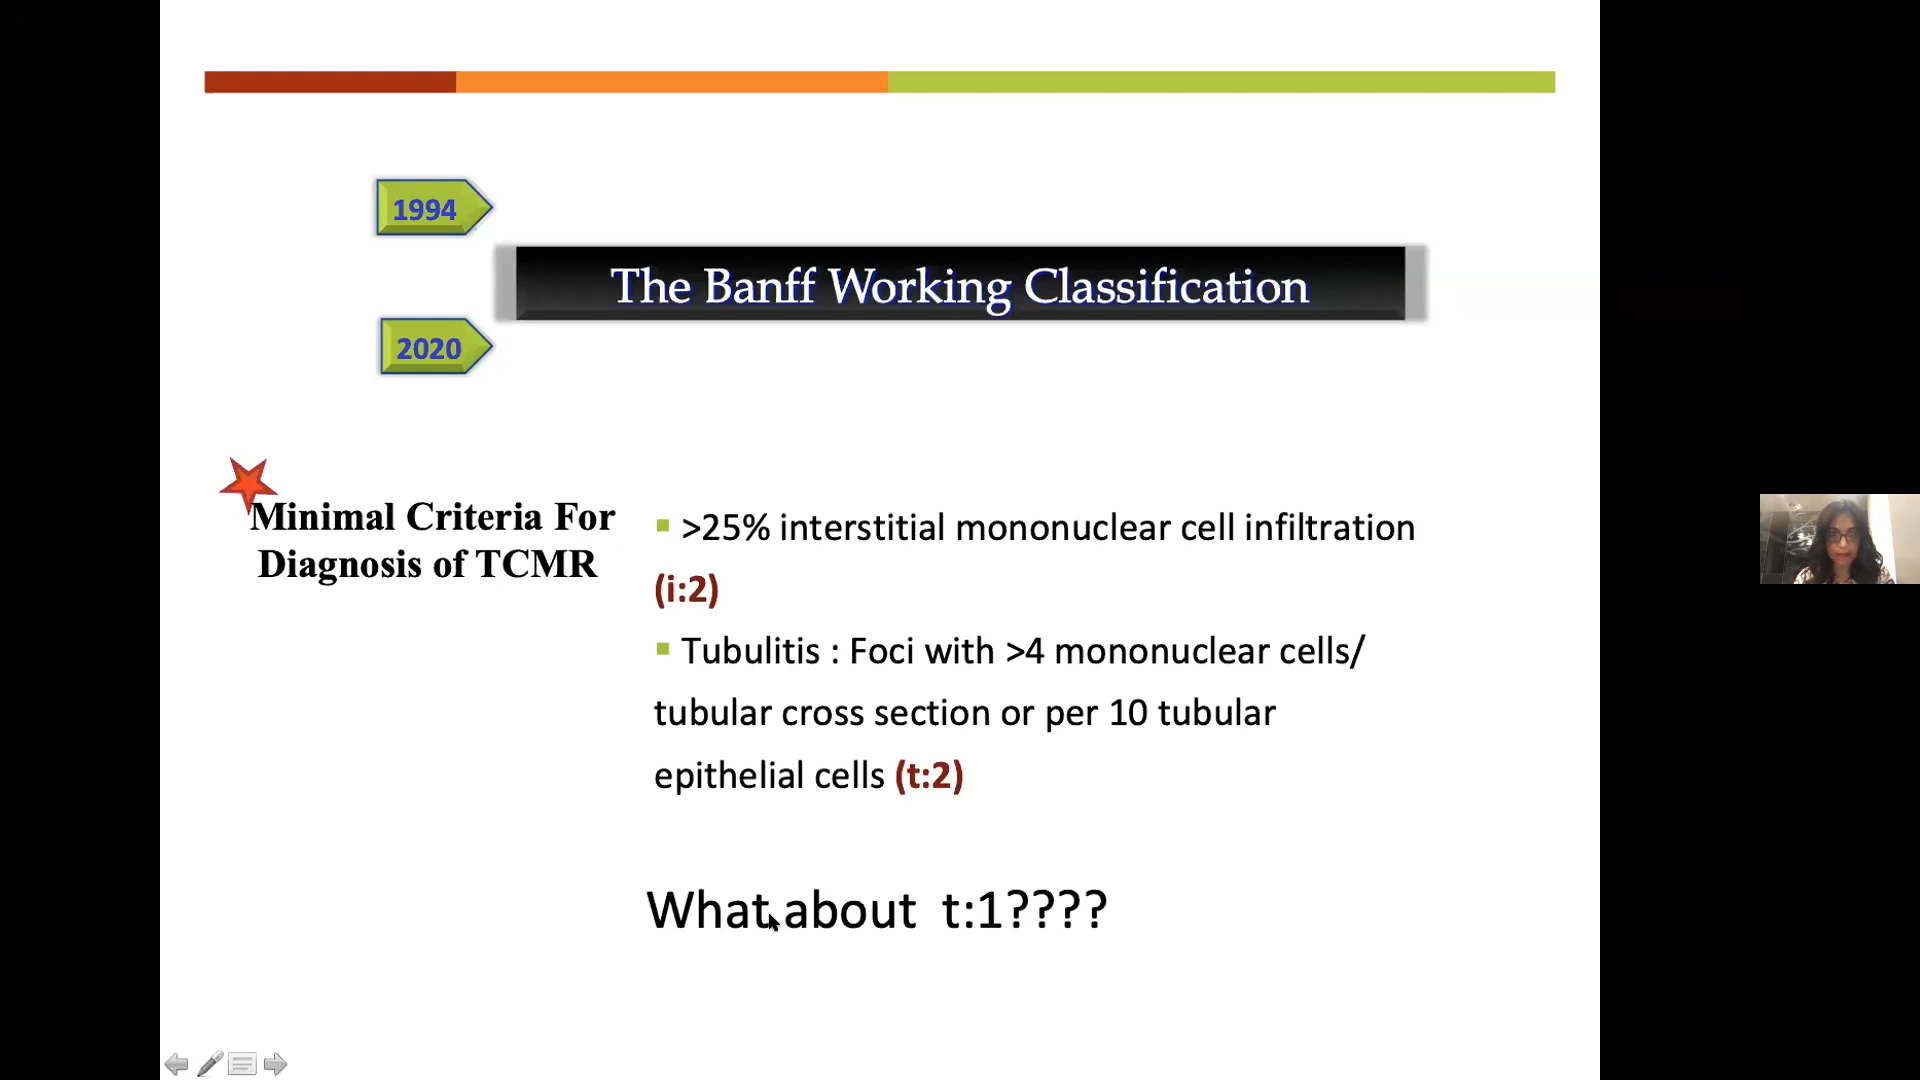 1994
The Banff Working Classification
2020
Minimal Criteria For
Diagnosis of TCMR
>25% interstitial mononuclear cell infiltration
(i:2)
Tubulitis : Foci with >4 mononuclear cells/
tubular cross section or per 10 tubular
epithelial cells (t:2)
What about t:1????